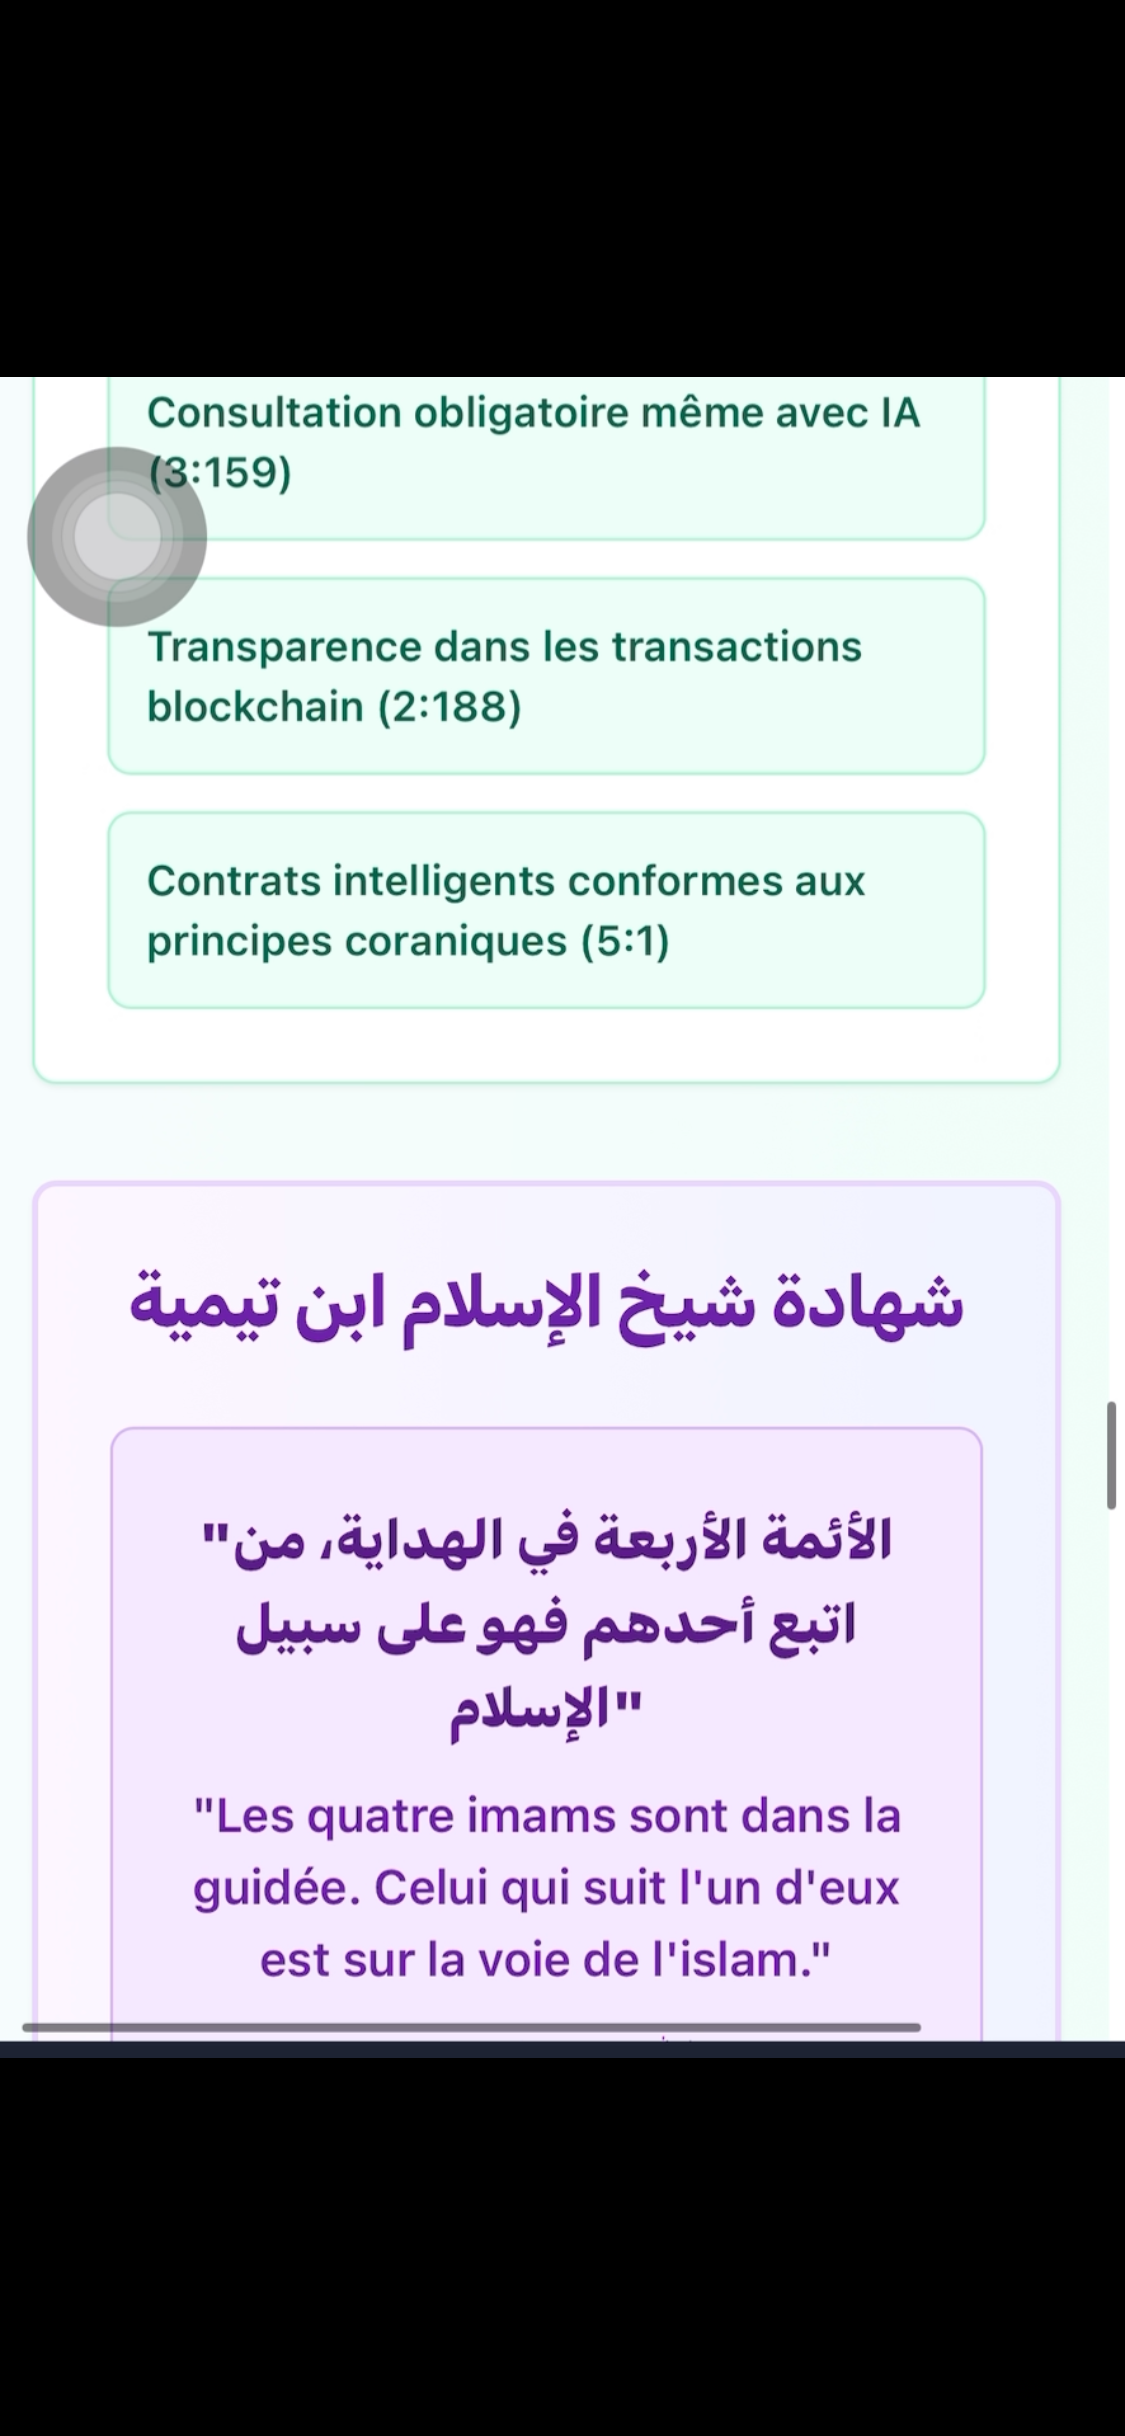 Consultation obligatoire même avec IA
(3:159)
Transparence dans les transactions
blockchain (2:188)
Contrats intelligents conformes aux
principes coraniques (5:1)
شهادة شيخ الإسلام ابن تيمية
الأئمة الأربعة في الهداية، من"
اتبع أحدهم فهو على سبيل
"الإسلام
"Les quatre imams sont dans la
guidée. Celui qui suit l'un d'eux
est sur la voie de l'islam."